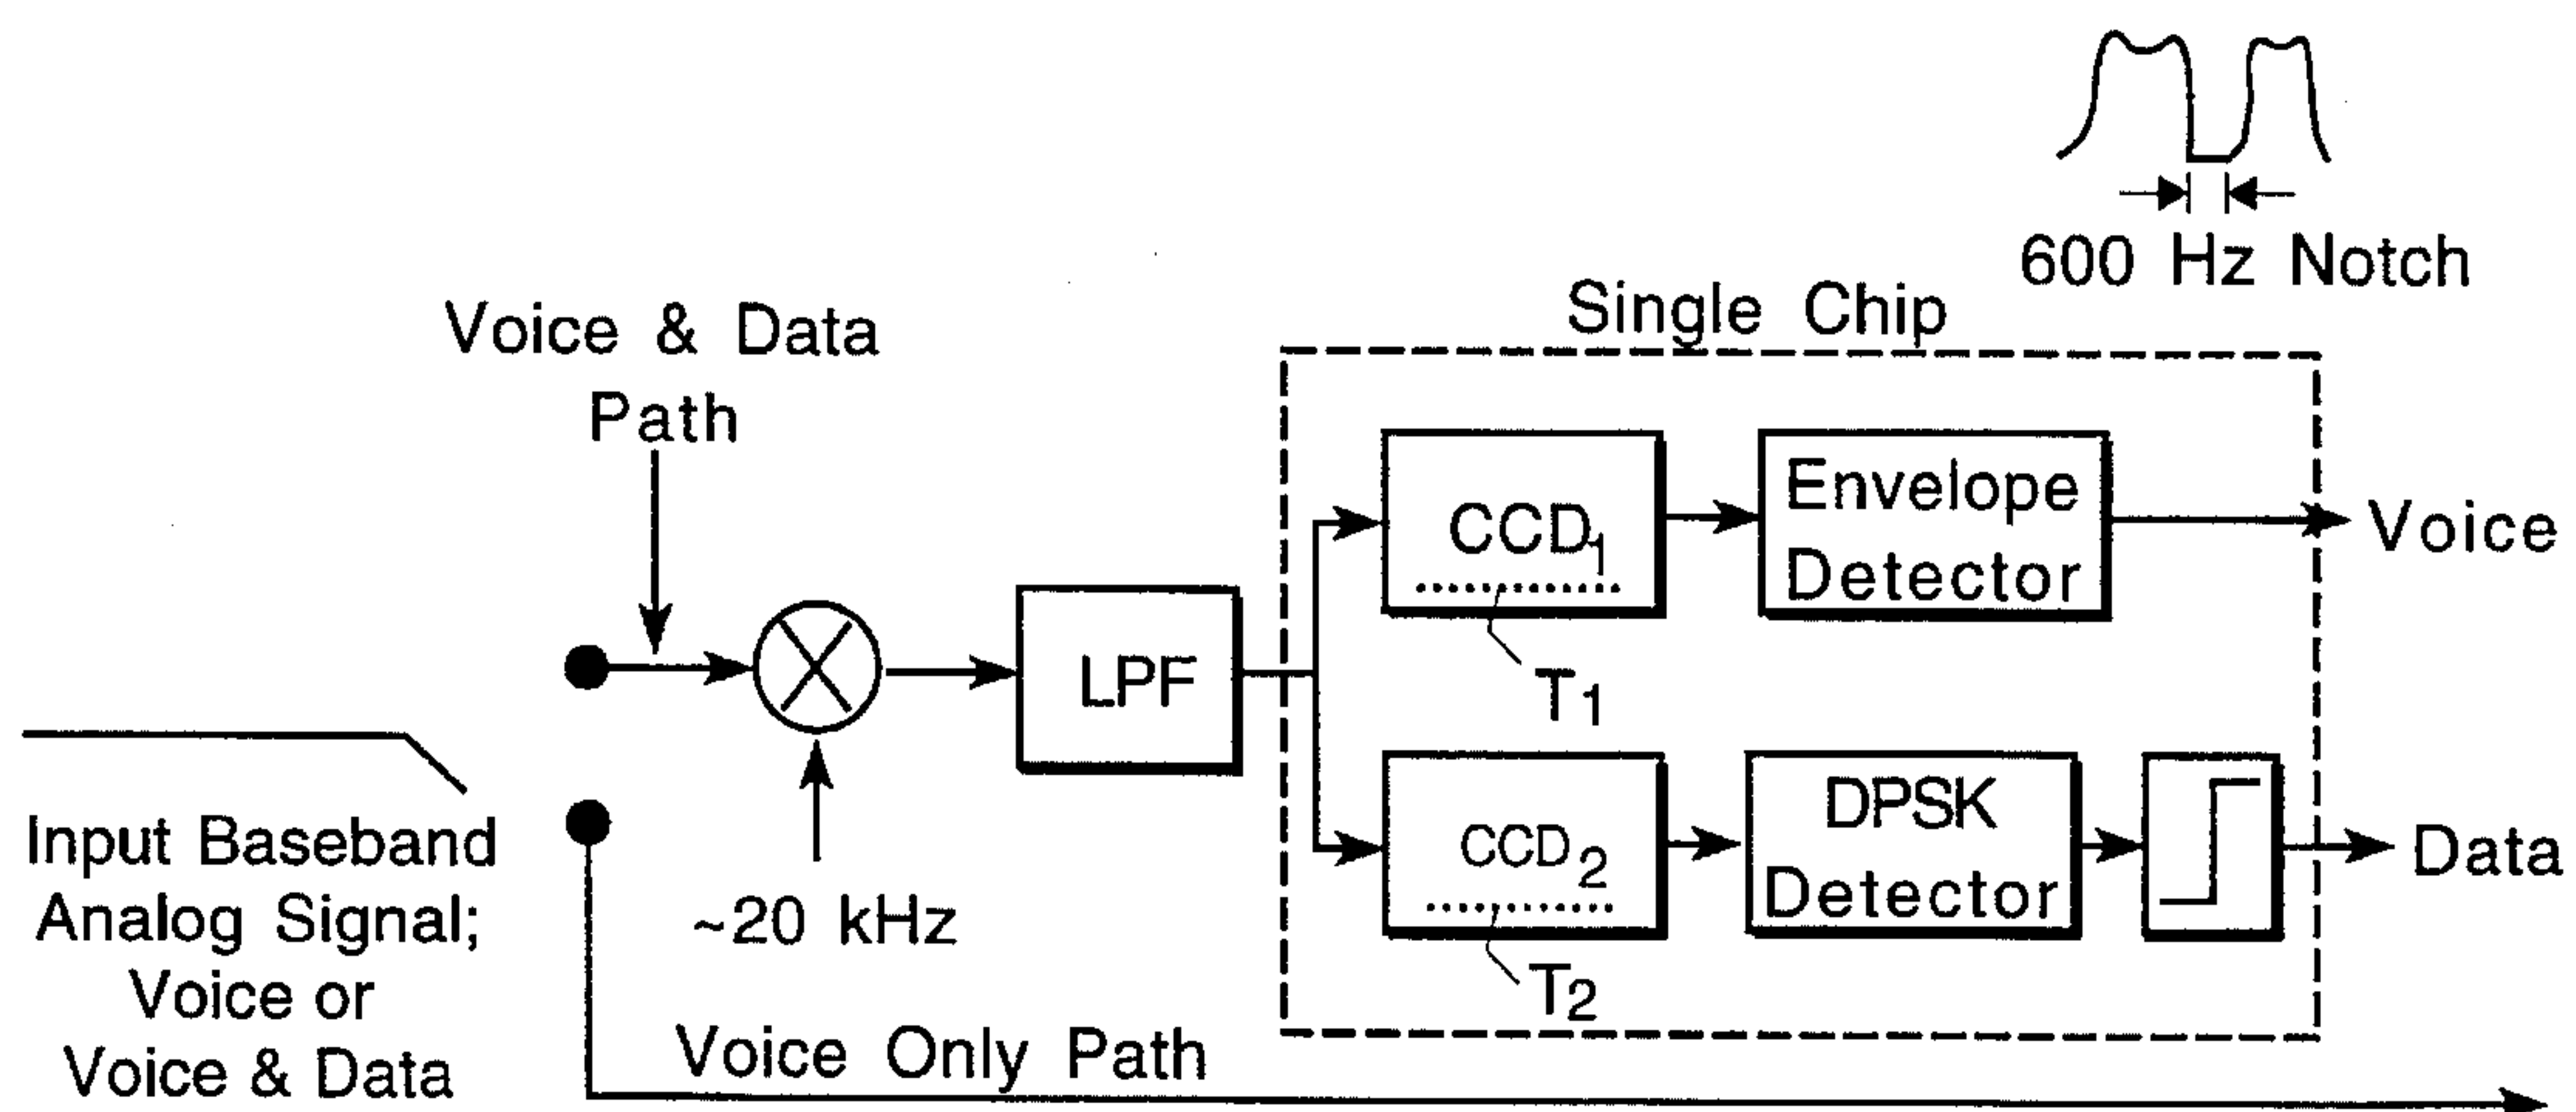 600 Hz Notch
Single Chip
Voice & Data
Path
CCD1
T1
Envelope
Detector
Voice
LPF
~20 kHz
CCD2
T2
DPSK
Detector
Data
Input Baseband
Analog Signal;
Voice or
Voice & Data
Voice Only Path